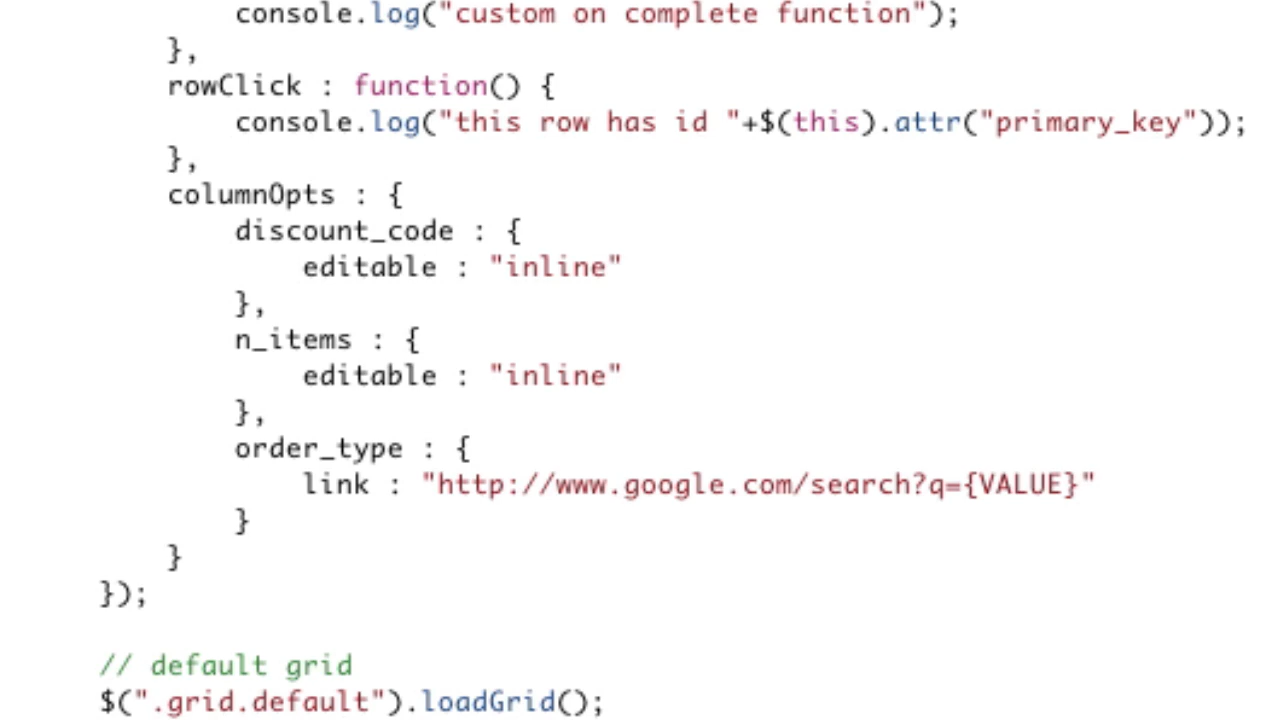 console.log("custom on complete function");
},
rowClick : function() {
console.log("this row has id "+$(this).attr("primary_key"));
},
columnOpts : {
discount_code : {
editable : "inline"
},
n_items : {
editable : "inline"
},
order_type : {
link : "http://www.google.com/search?q={VALUE}"
}
}
});
// default grid
$(".grid.default").loadGrid();